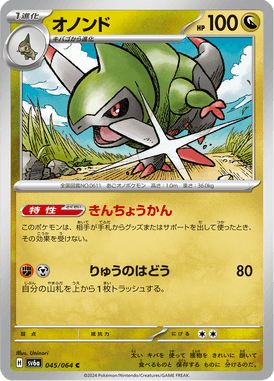 1進化
オノンド
HP 100
キバゴから進化
全国図鑑NO.0611 あごオノポケモン 高さ:1.0m 重さ:36.0kg
特性 きんちょうかん
このポケモンは、相手が手札からグッズまたはサポートを出して使ったとき、
その効果を受けない。
りゅうのはどう 80
自分の山札を上から1枚トラッシュする。
弱点 抵抗力 にげる
Illus. Uninori
H sv6a 045/064 C
©2024 Pokémon/Nintendo/Creatures/GAME FREAK.